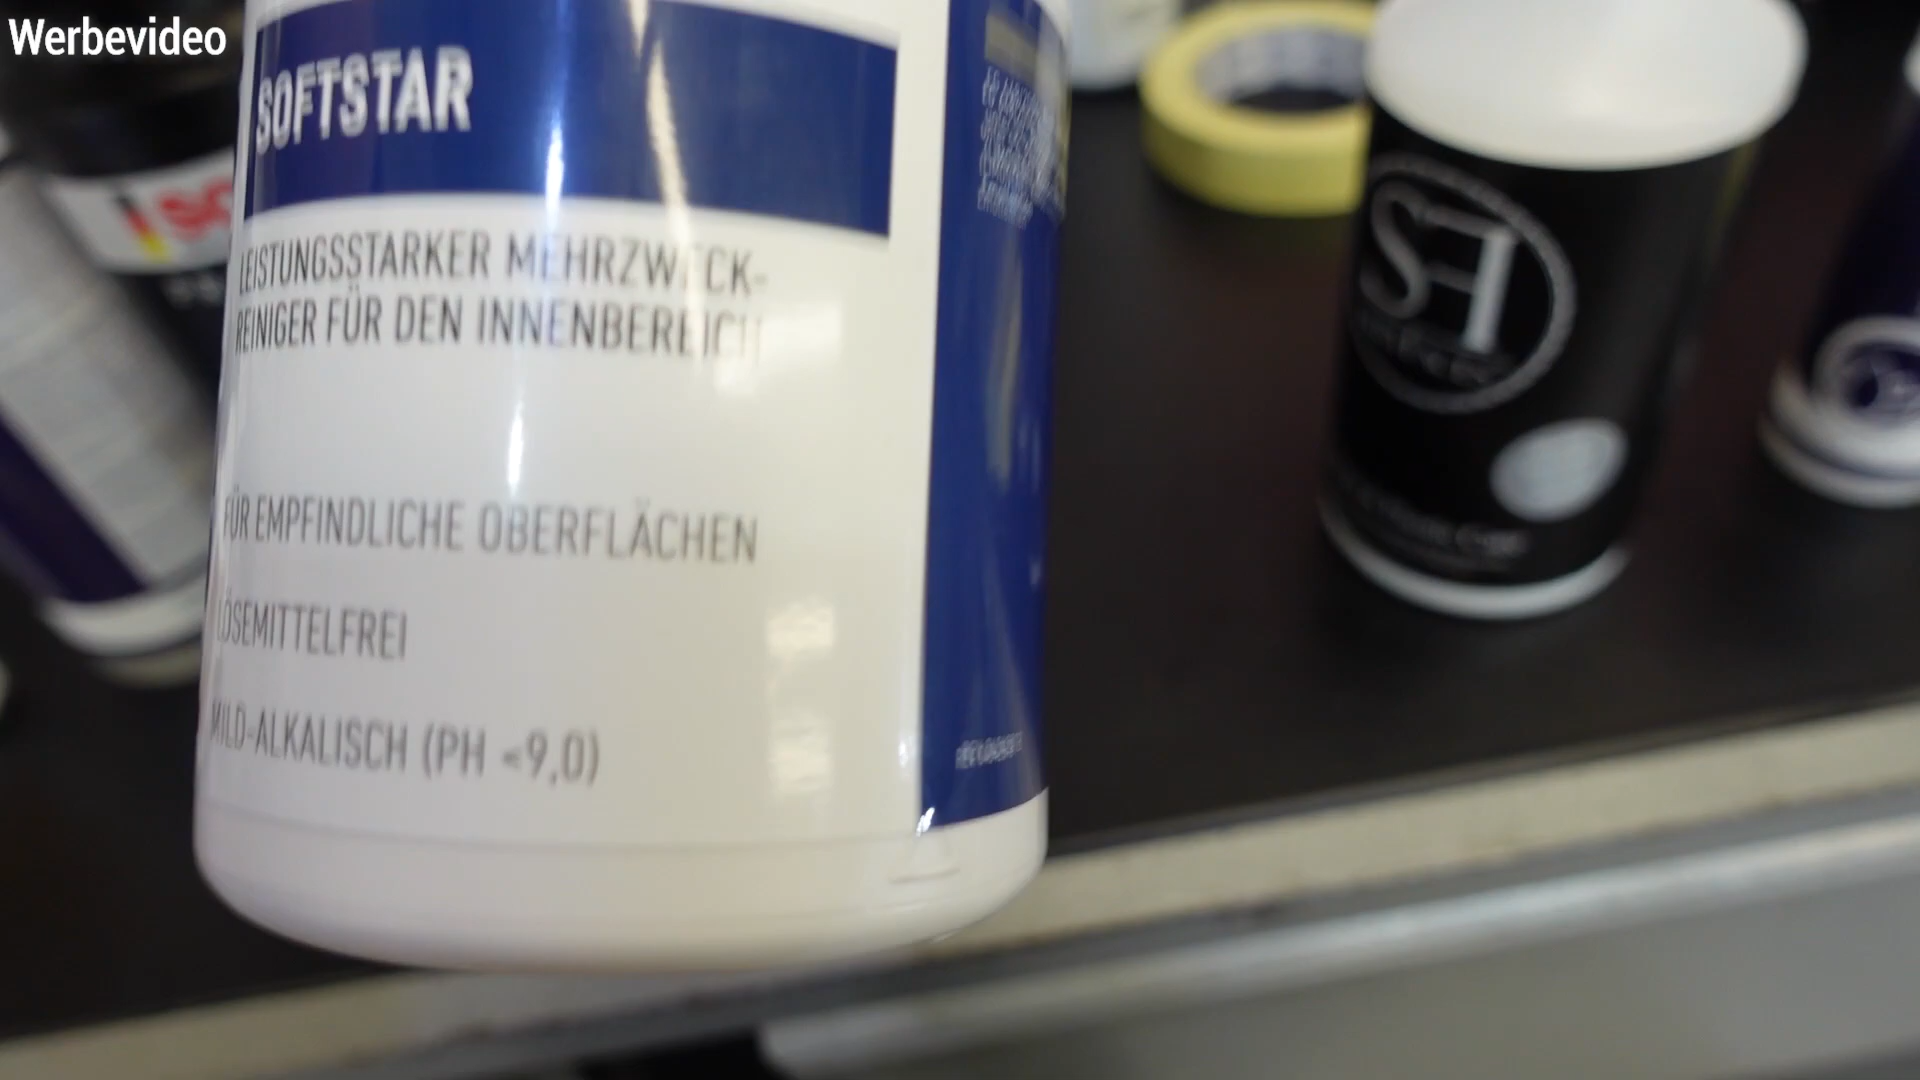 Werbevideo
SOFTSTAR
LEISTUNGSSTARKER MEHRZWECK-
REINIGER FÜR DEN INNENBEREICH
FÜR EMPFINDLICHE OBERFLÄCHEN
LÖSEMITTELFREI
MILD-ALKALISCH (PH <9,0)